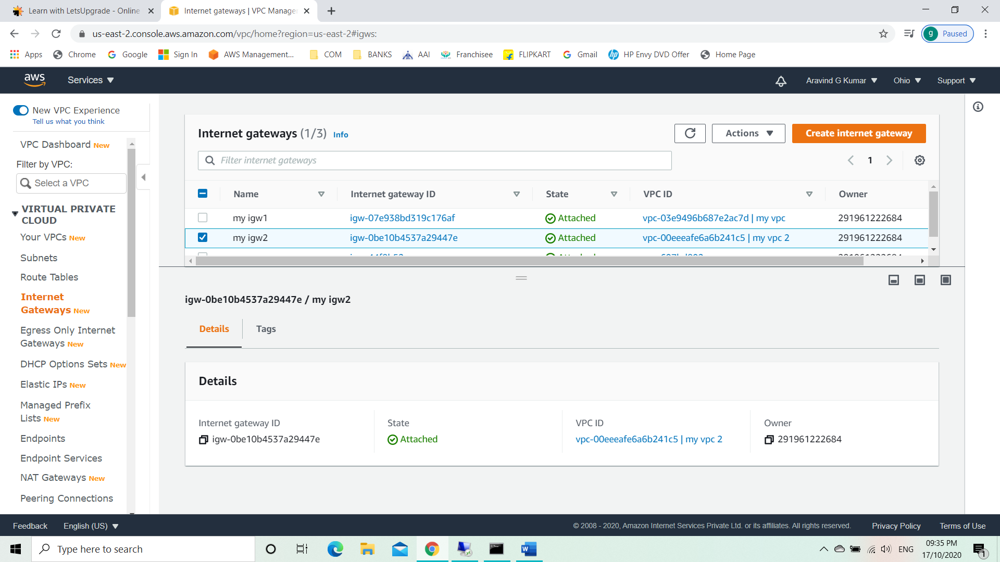 Learn with LetsUpgrade - Online
Internet gateways | VPC Manage
us-east-2.console.aws.amazon.com/vpc/home?region=us-east-2#igws:
g Paused
Apps Chrome Google Sign In AWS Management... COM BANKS AAI Franchisee FLIPKART Gmail HP Envy DVD Offer Home Page
aws Services Aravind G Kumar Ohio Support
New VPC Experience
Tell us what you think
VPC Dashboard New
Filter by VPC:
Select a VPC
VIRTUAL PRIVATE
CLOUD
Your VPCs New
Subnets
Route Tables
Internet
Gateways New
Egress Only Internet
Gateways New
DHCP Options Sets New
Elastic IPs New
Managed Prefix
Lists New
Endpoints
Endpoint Services
NAT Gateways New
Peering Connections
Internet gateways (1/3) Info
Actions
Create internet gateway
Filter internet gateways
1
Name Internet gateway ID State VPC ID Owner
my igw1 igw-07e938bd319c176af Attached vpc-03e9496b687e2ac7d | my vpc 291961222684
my igw2 igw-0be10b4537a29447e Attached vpc-00eeeafe6a6b241c5 | my vpc 2 291961222684
igw-0be10b4537a29447e / my igw2
Details Tags
Details
Internet gateway ID State VPC ID Owner
igw-0be10b4537a29447e Attached vpc-00eeeafe6a6b241c5 | my vpc 2 291961222684
Feedback English (US) © 2008 - 2020, Amazon Internet Services Private Ltd. or its affiliates. All rights reserved. Privacy Policy Terms of Use
Type here to search
ENG
09:35 PM
17/10/2020
1